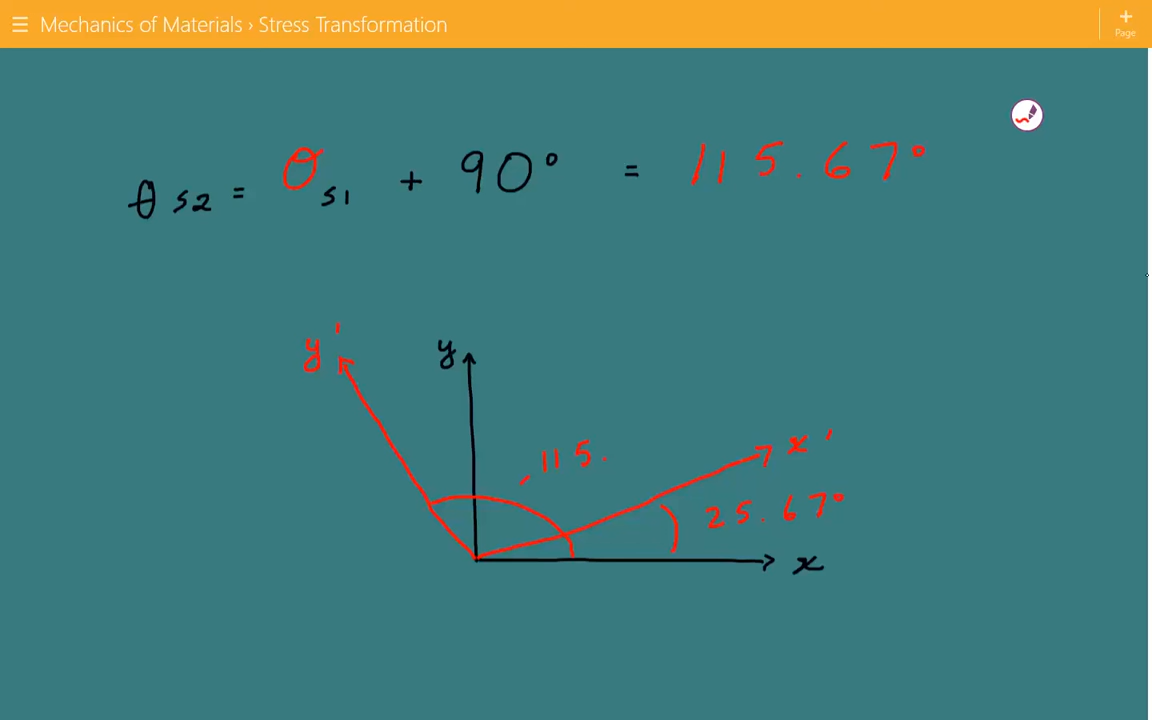 Mechanics of Materials › Stress Transformation
Page
θs2 = θs1 + 90° = 115.67°
y'
y
115.
x'
25.67°
x